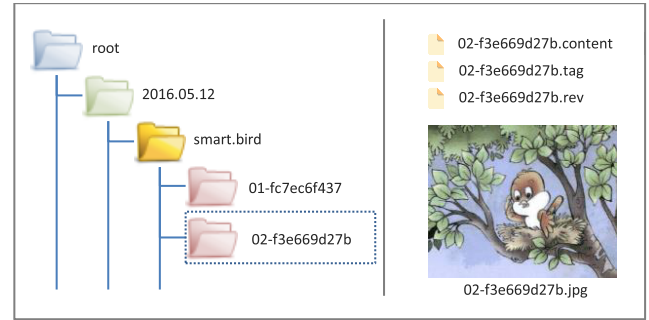 root
2016.05.12
smart.bird
01-fc7ec6f437
02-f3e669d27b
02-f3e669d27b.content
02-f3e669d27b.tag
02-f3e669d27b.rev
02-f3e669d27b.jpg